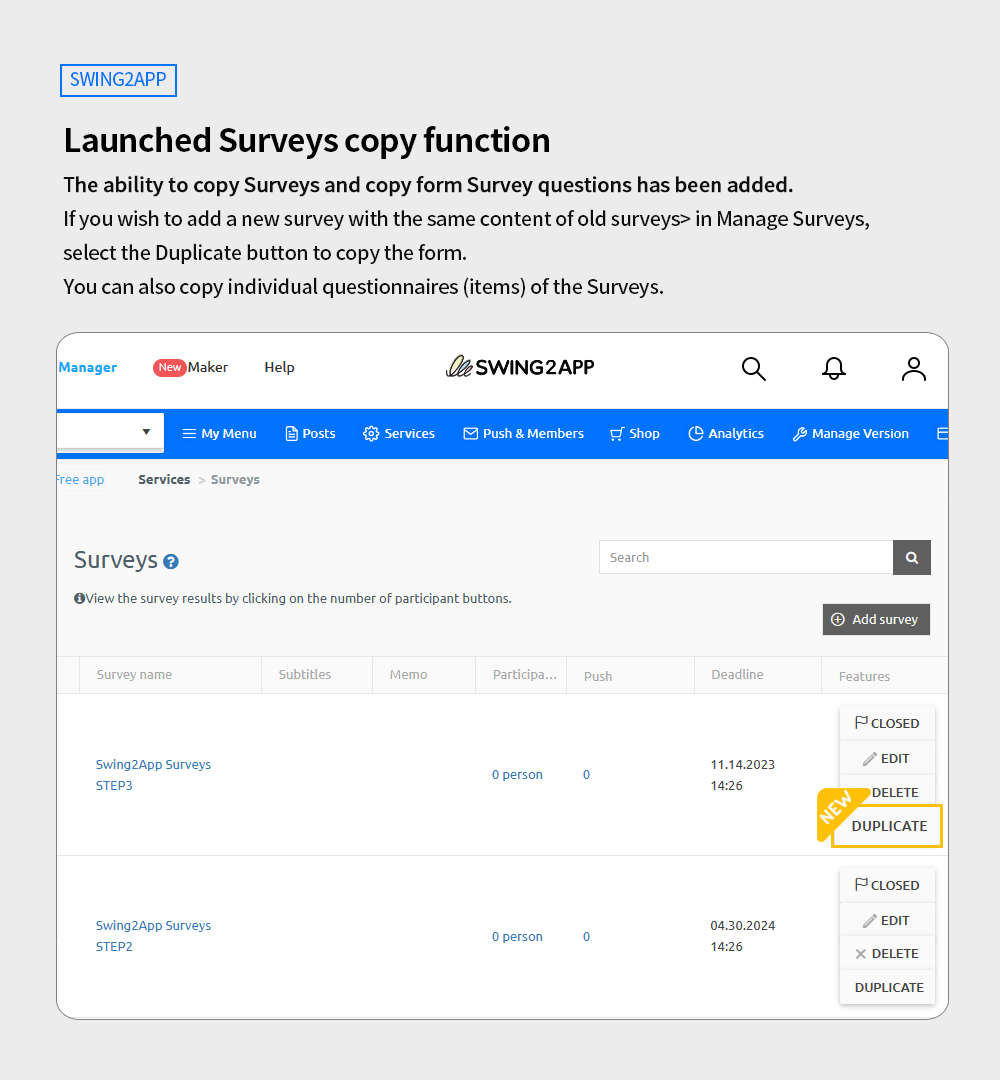 SWING2APP
Launched Surveys copy function
The ability to copy Surveys and copy form Survey questions has been added.
If you wish to add a new survey with the same content of old surveys> in Manage Surveys,
select the Duplicate button to copy the form.
You can also copy individual questionnaires (items) of the Surveys.
Manager New Maker Help SWING2APP
My Menu Posts Services Push & Members Shop Analytics Manage Version
Free app Services > Surveys
Surveys ? Search
View the survey results by clicking on the number of participant buttons.
Add survey
Survey name Subtitles Memo Participa... Push Deadline Features
CLOSED
Swing2App Surveys 11.14.2023 EDIT
0 person 0
STEP3 14:26 DELETE
NEW
DUPLICATE
CLOSED
Swing2App Surveys 04.30.2024 EDIT
0 person 0
STEP2 14:26 DELETE
DUPLICATE